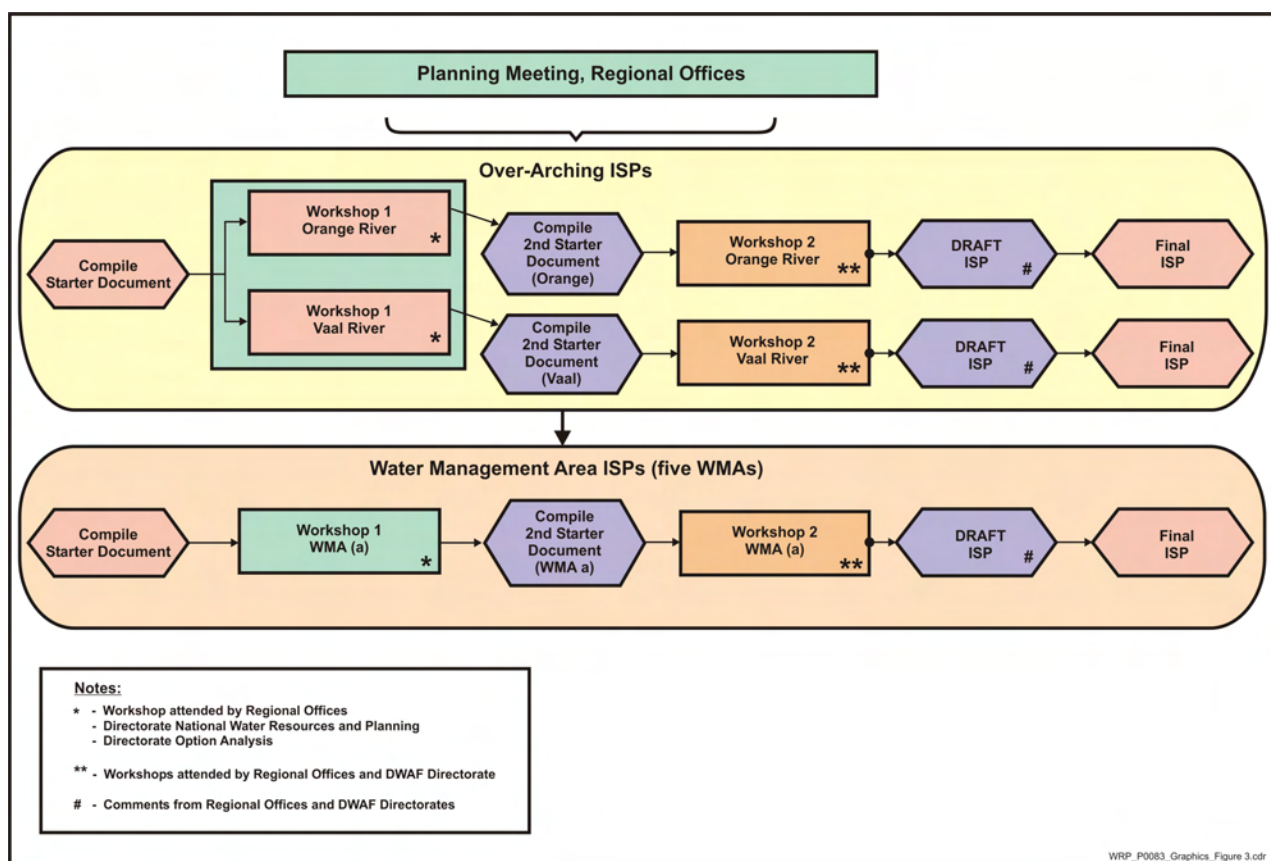 Planning Meeting, Regional Offices
Over-Arching ISPs
Compile
Starter Document
Workshop 1
Orange River
*
Workshop 1
Vaal River
*
Compile
2nd Starter
Document
(Orange)
Compile
2nd Starter
Document
(Vaal)
Workshop 2
Orange River
**
Workshop 2
Vaal River
**
DRAFT
ISP
#
DRAFT
ISP
#
Final
ISP
Final
ISP
Water Management Area ISPs (five WMAs)
Compile
Starter Document
Workshop 1
WMA (a)
*
Compile
2nd Starter
Document
(WMA a)
Workshop 2
WMA (a)
**
DRAFT
ISP
#
Final
ISP
Notes:
* - Workshop attended by Regional Offices
- Directorate National Water Resources and Planning
- Directorate Option Analysis
** - Workshops attended by Regional Offices and DWAF Directorate
# - Comments from Regional Offices and DWAF Directorates
WRP_P0083_Graphics_Figure 3.cdr